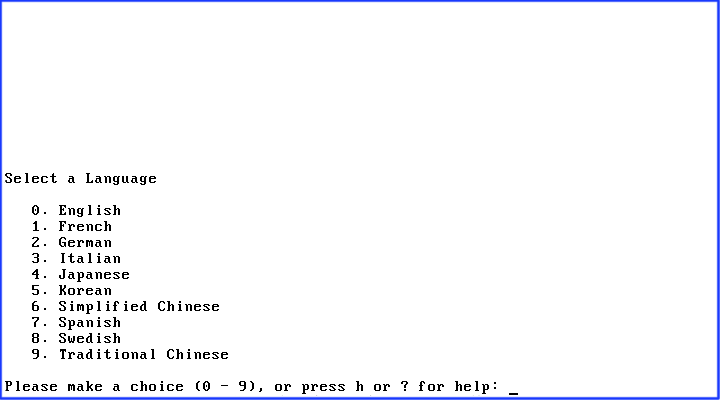 Select a Language
0. English
1. French
2. German
3. Italian
4. Japanese
5. Korean
6. Simplified Chinese
7. Spanish
8. Swedish
9. Traditional Chinese
Please make a choice (0 - 9), or press h or ? for help: _